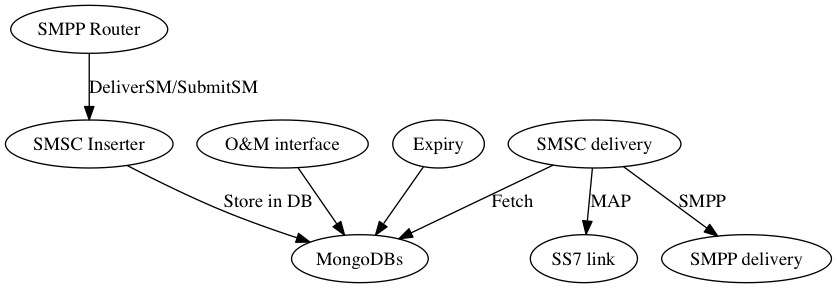 SMPP Router
DeliverSM/SubmitSM
SMSC Inserter
O&M interface
Expiry
SMSC delivery
Store in DB
Fetch
MAP
SMPP
MongoDBs
SS7 link
SMPP delivery